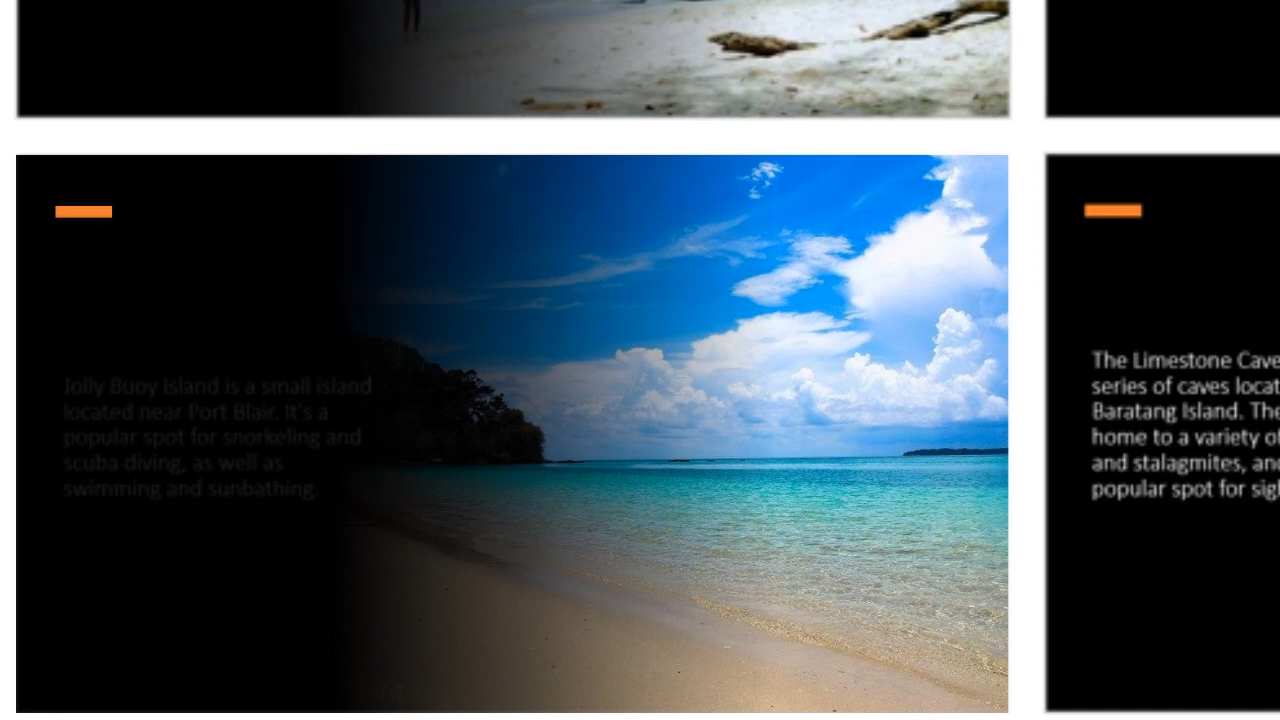 Jolly Buoy Island is a small island
located near Port Blair. It's a
popular spot for snorkeling and
scuba diving, as well as
swimming and sunbathing.
The Limestone Cave
series of caves locat
Baratang Island. The
home to a variety of
and stalagmites, and
popular spot for sigh